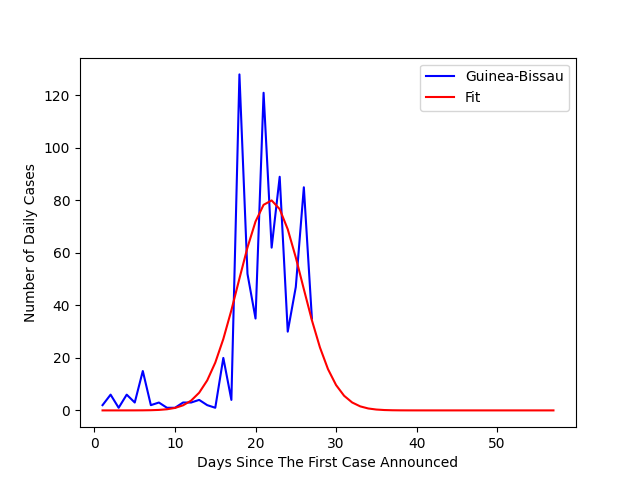 Guinea-Bissau
Fit
120
100
80
60
40
20
0
Number of Daily Cases
0 10 20 30 40 50
Days Since The First Case Announced